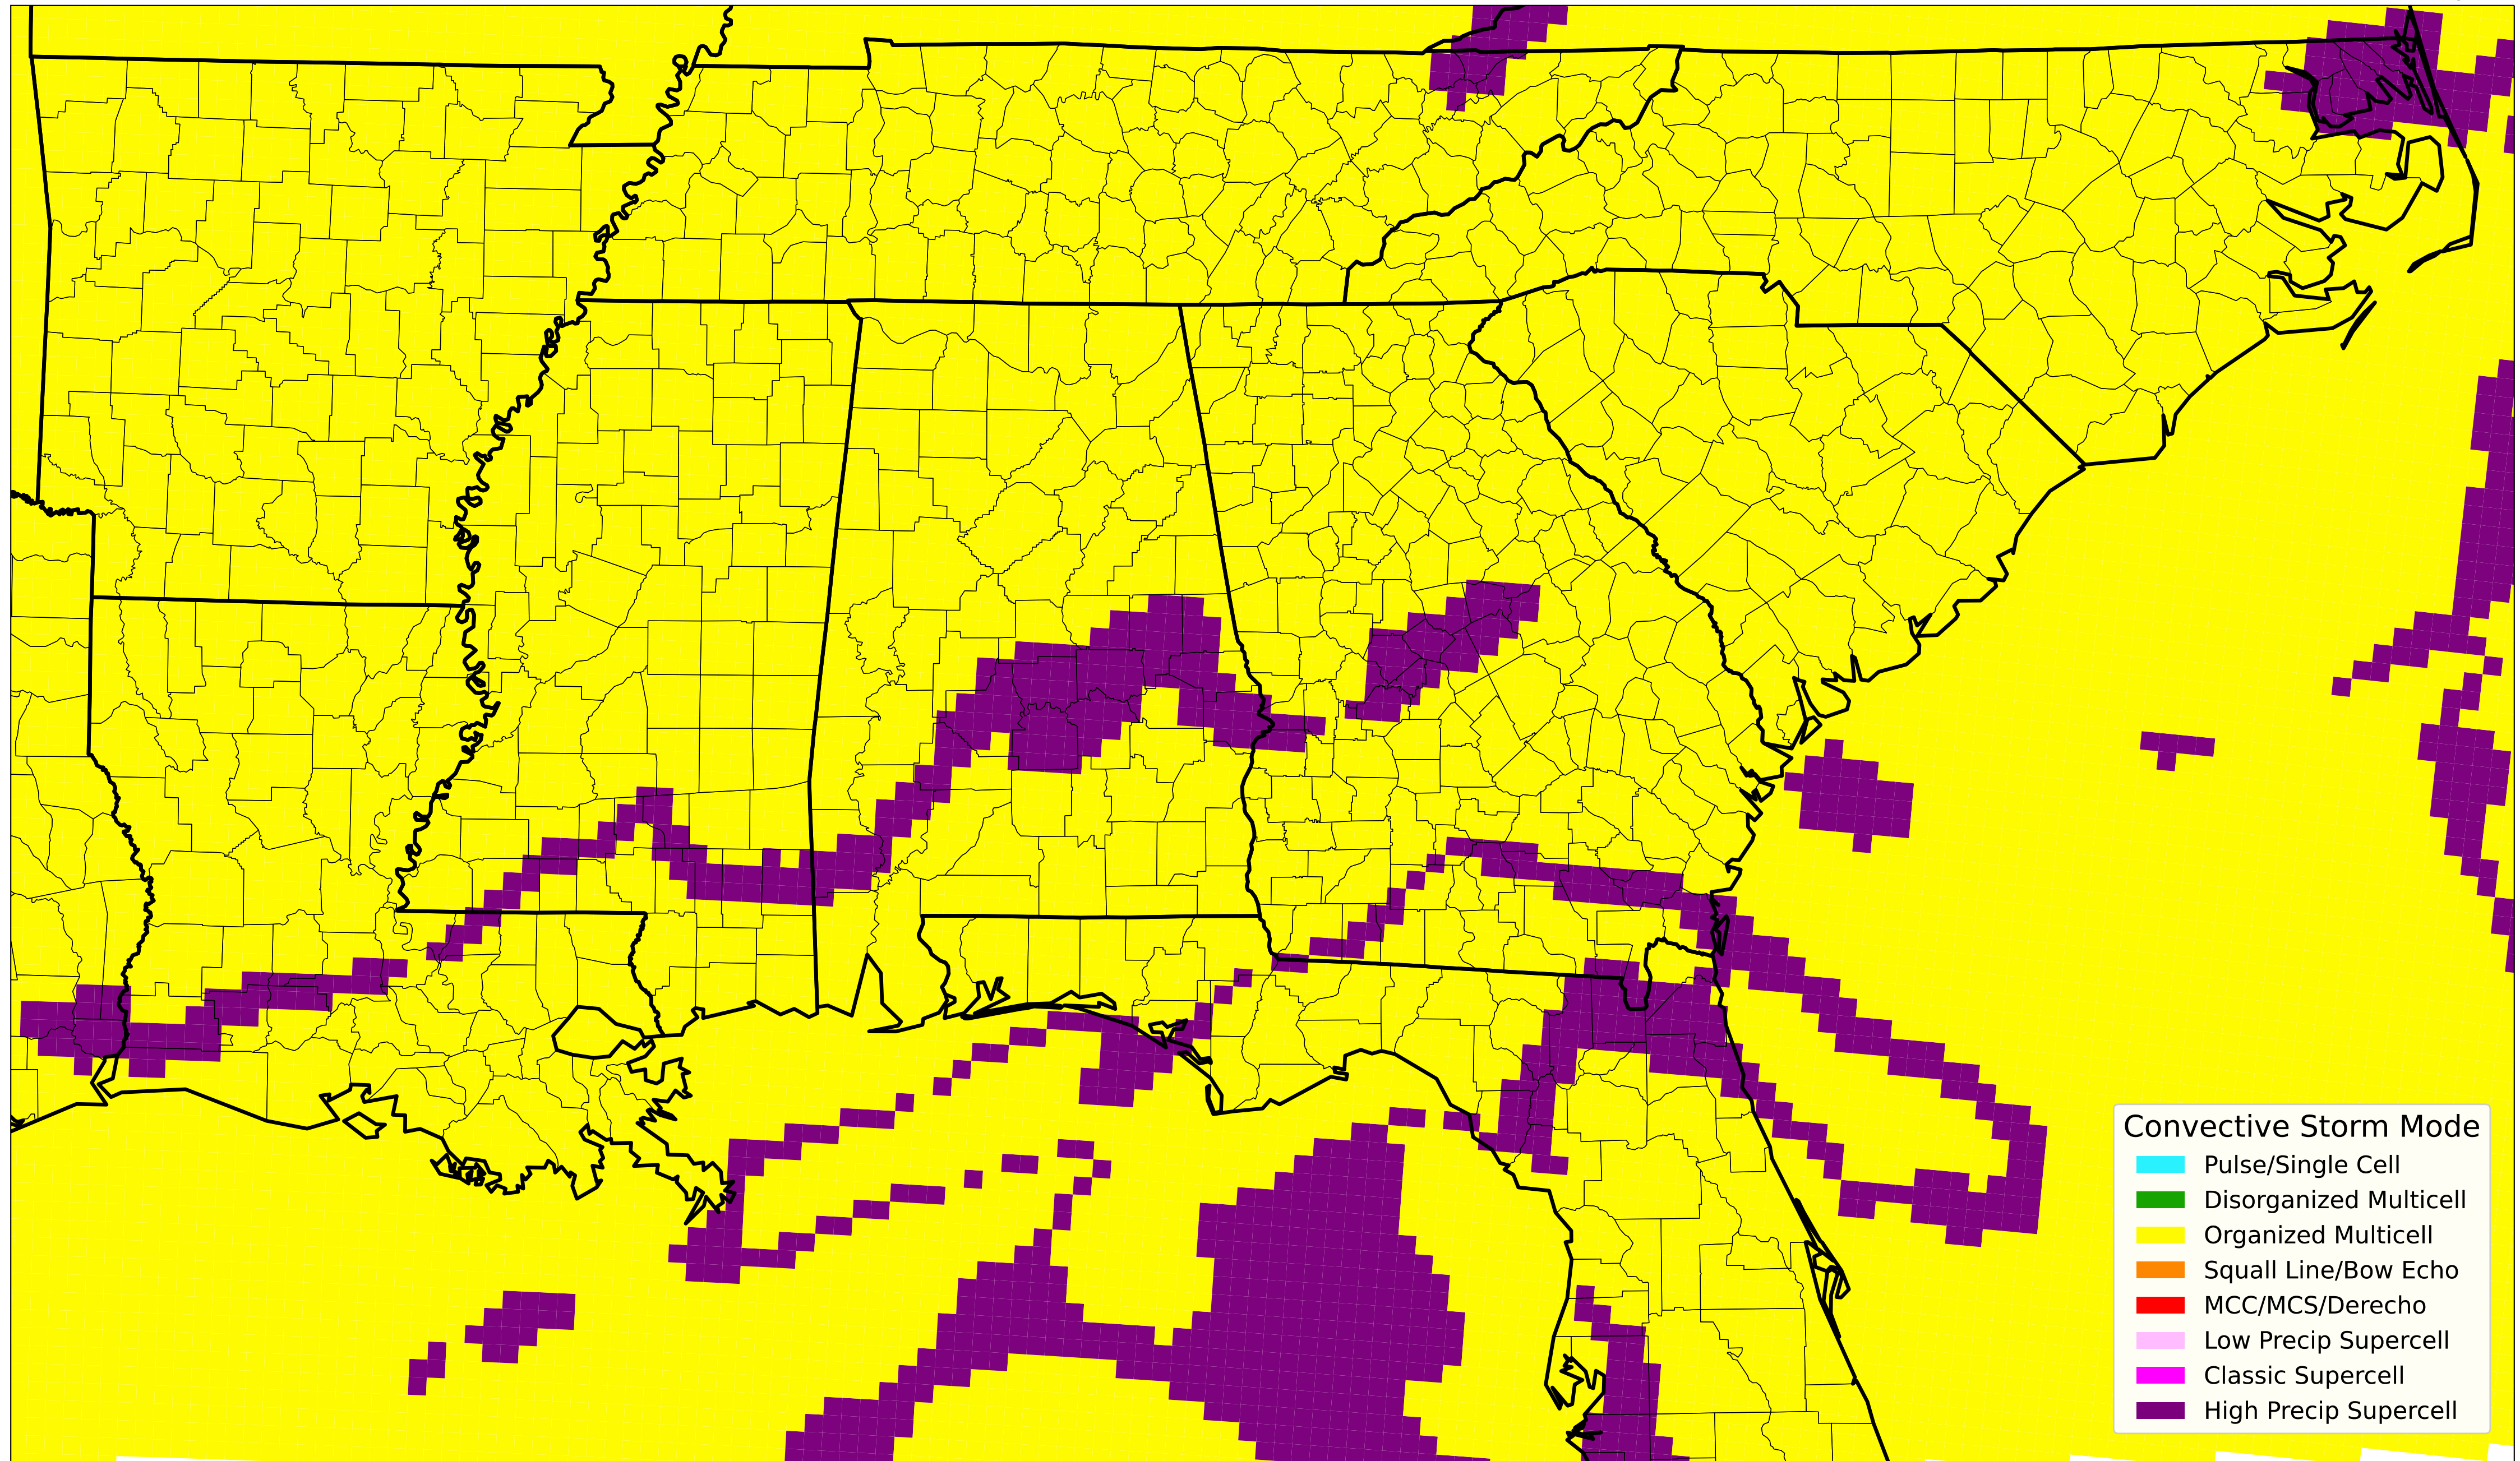 Convective Storm Mode
Pulse/Single Cell
Disorganized Multicell
Organized Multicell
Squall Line/Bow Echo
MCC/MCS/Derecho
Low Precip Supercell
Classic Supercell
High Precip Supercell